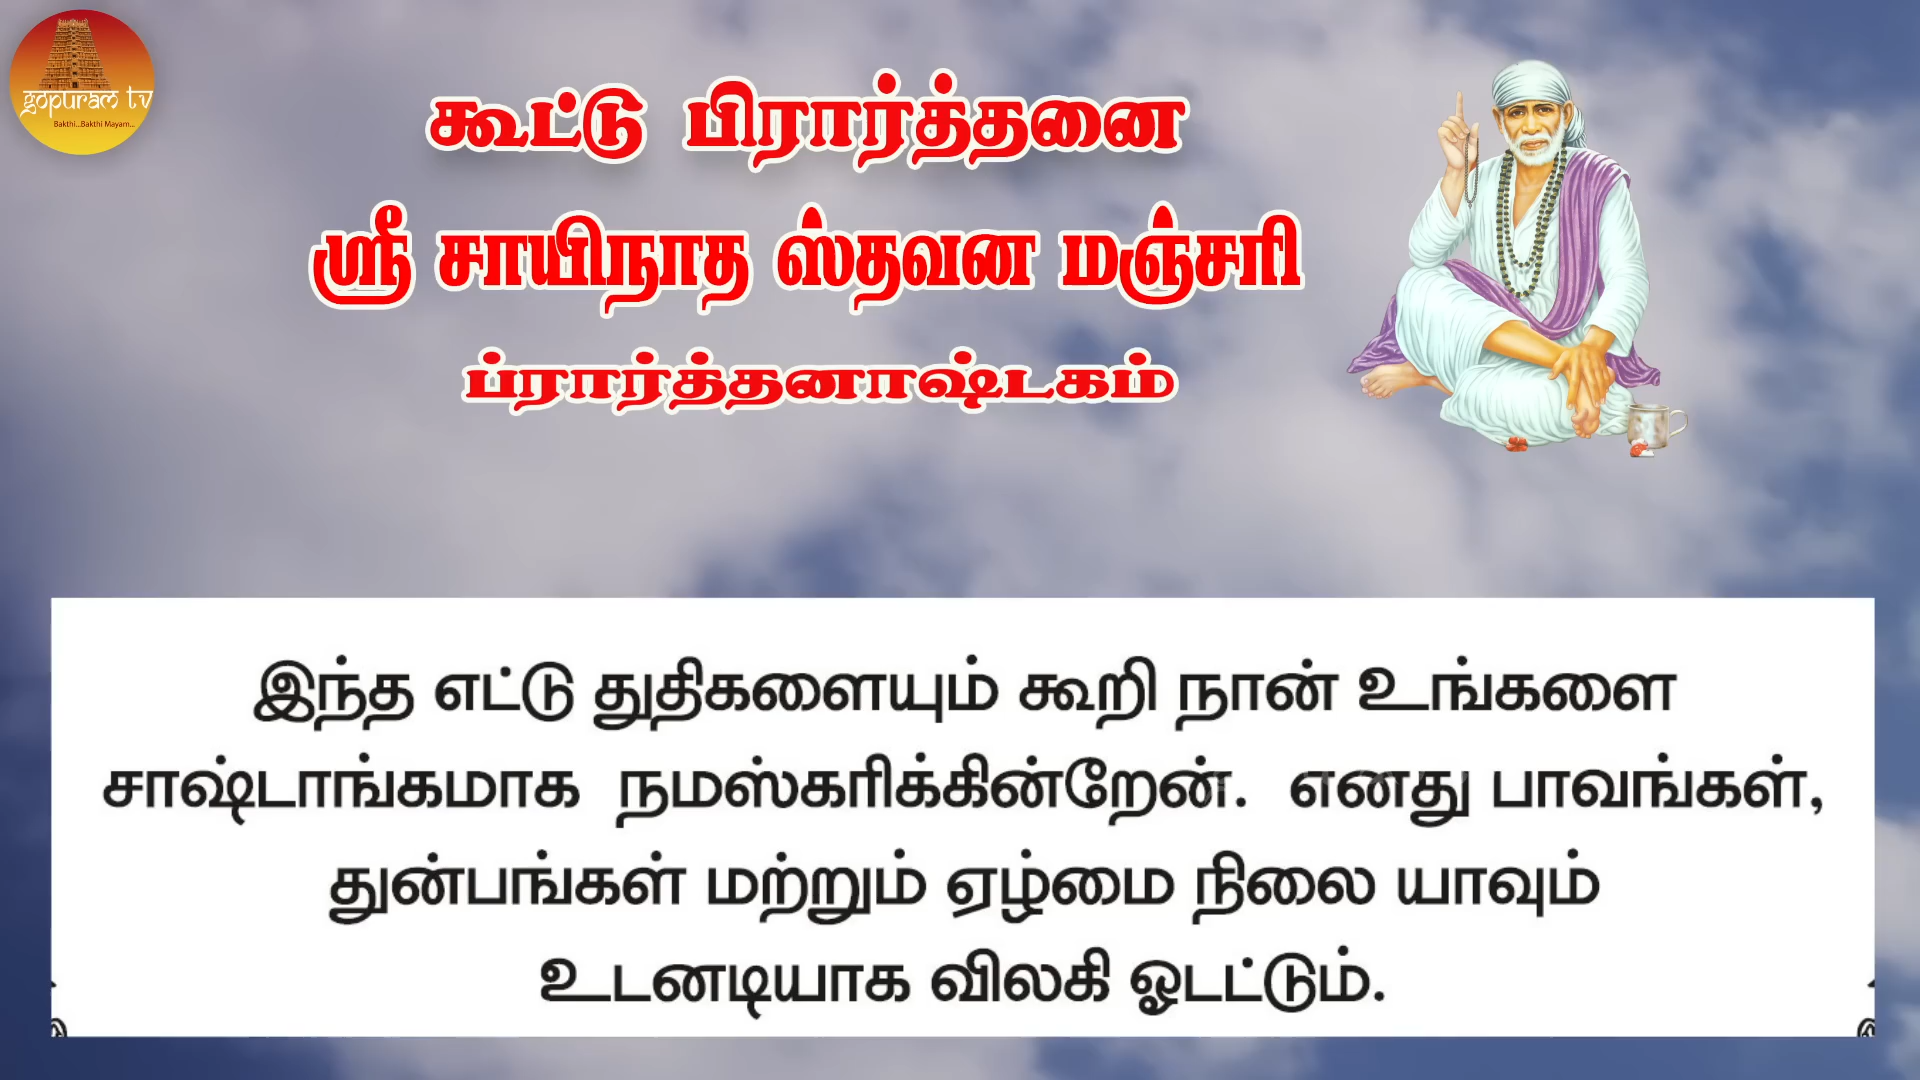 gopuram tv
Bakthi...Bakthi Mayam...
கூட்டு பிரார்த்தனை
ஸ்ரீ சாயிநாத ஸ்தவன மஞ்சரி
ப்ரார்த்தனாஷ்டகம்
இந்த எட்டு துதிகளையும் கூறி நான் உங்களை
சாஷ்டாங்கமாக நமஸ்கரிக்கின்றேன். எனது பாவங்கள்,
துன்பங்கள் மற்றும் ஏழ்மை நிலை யாவும்
உடனடியாக விலகி ஓடட்டும்.